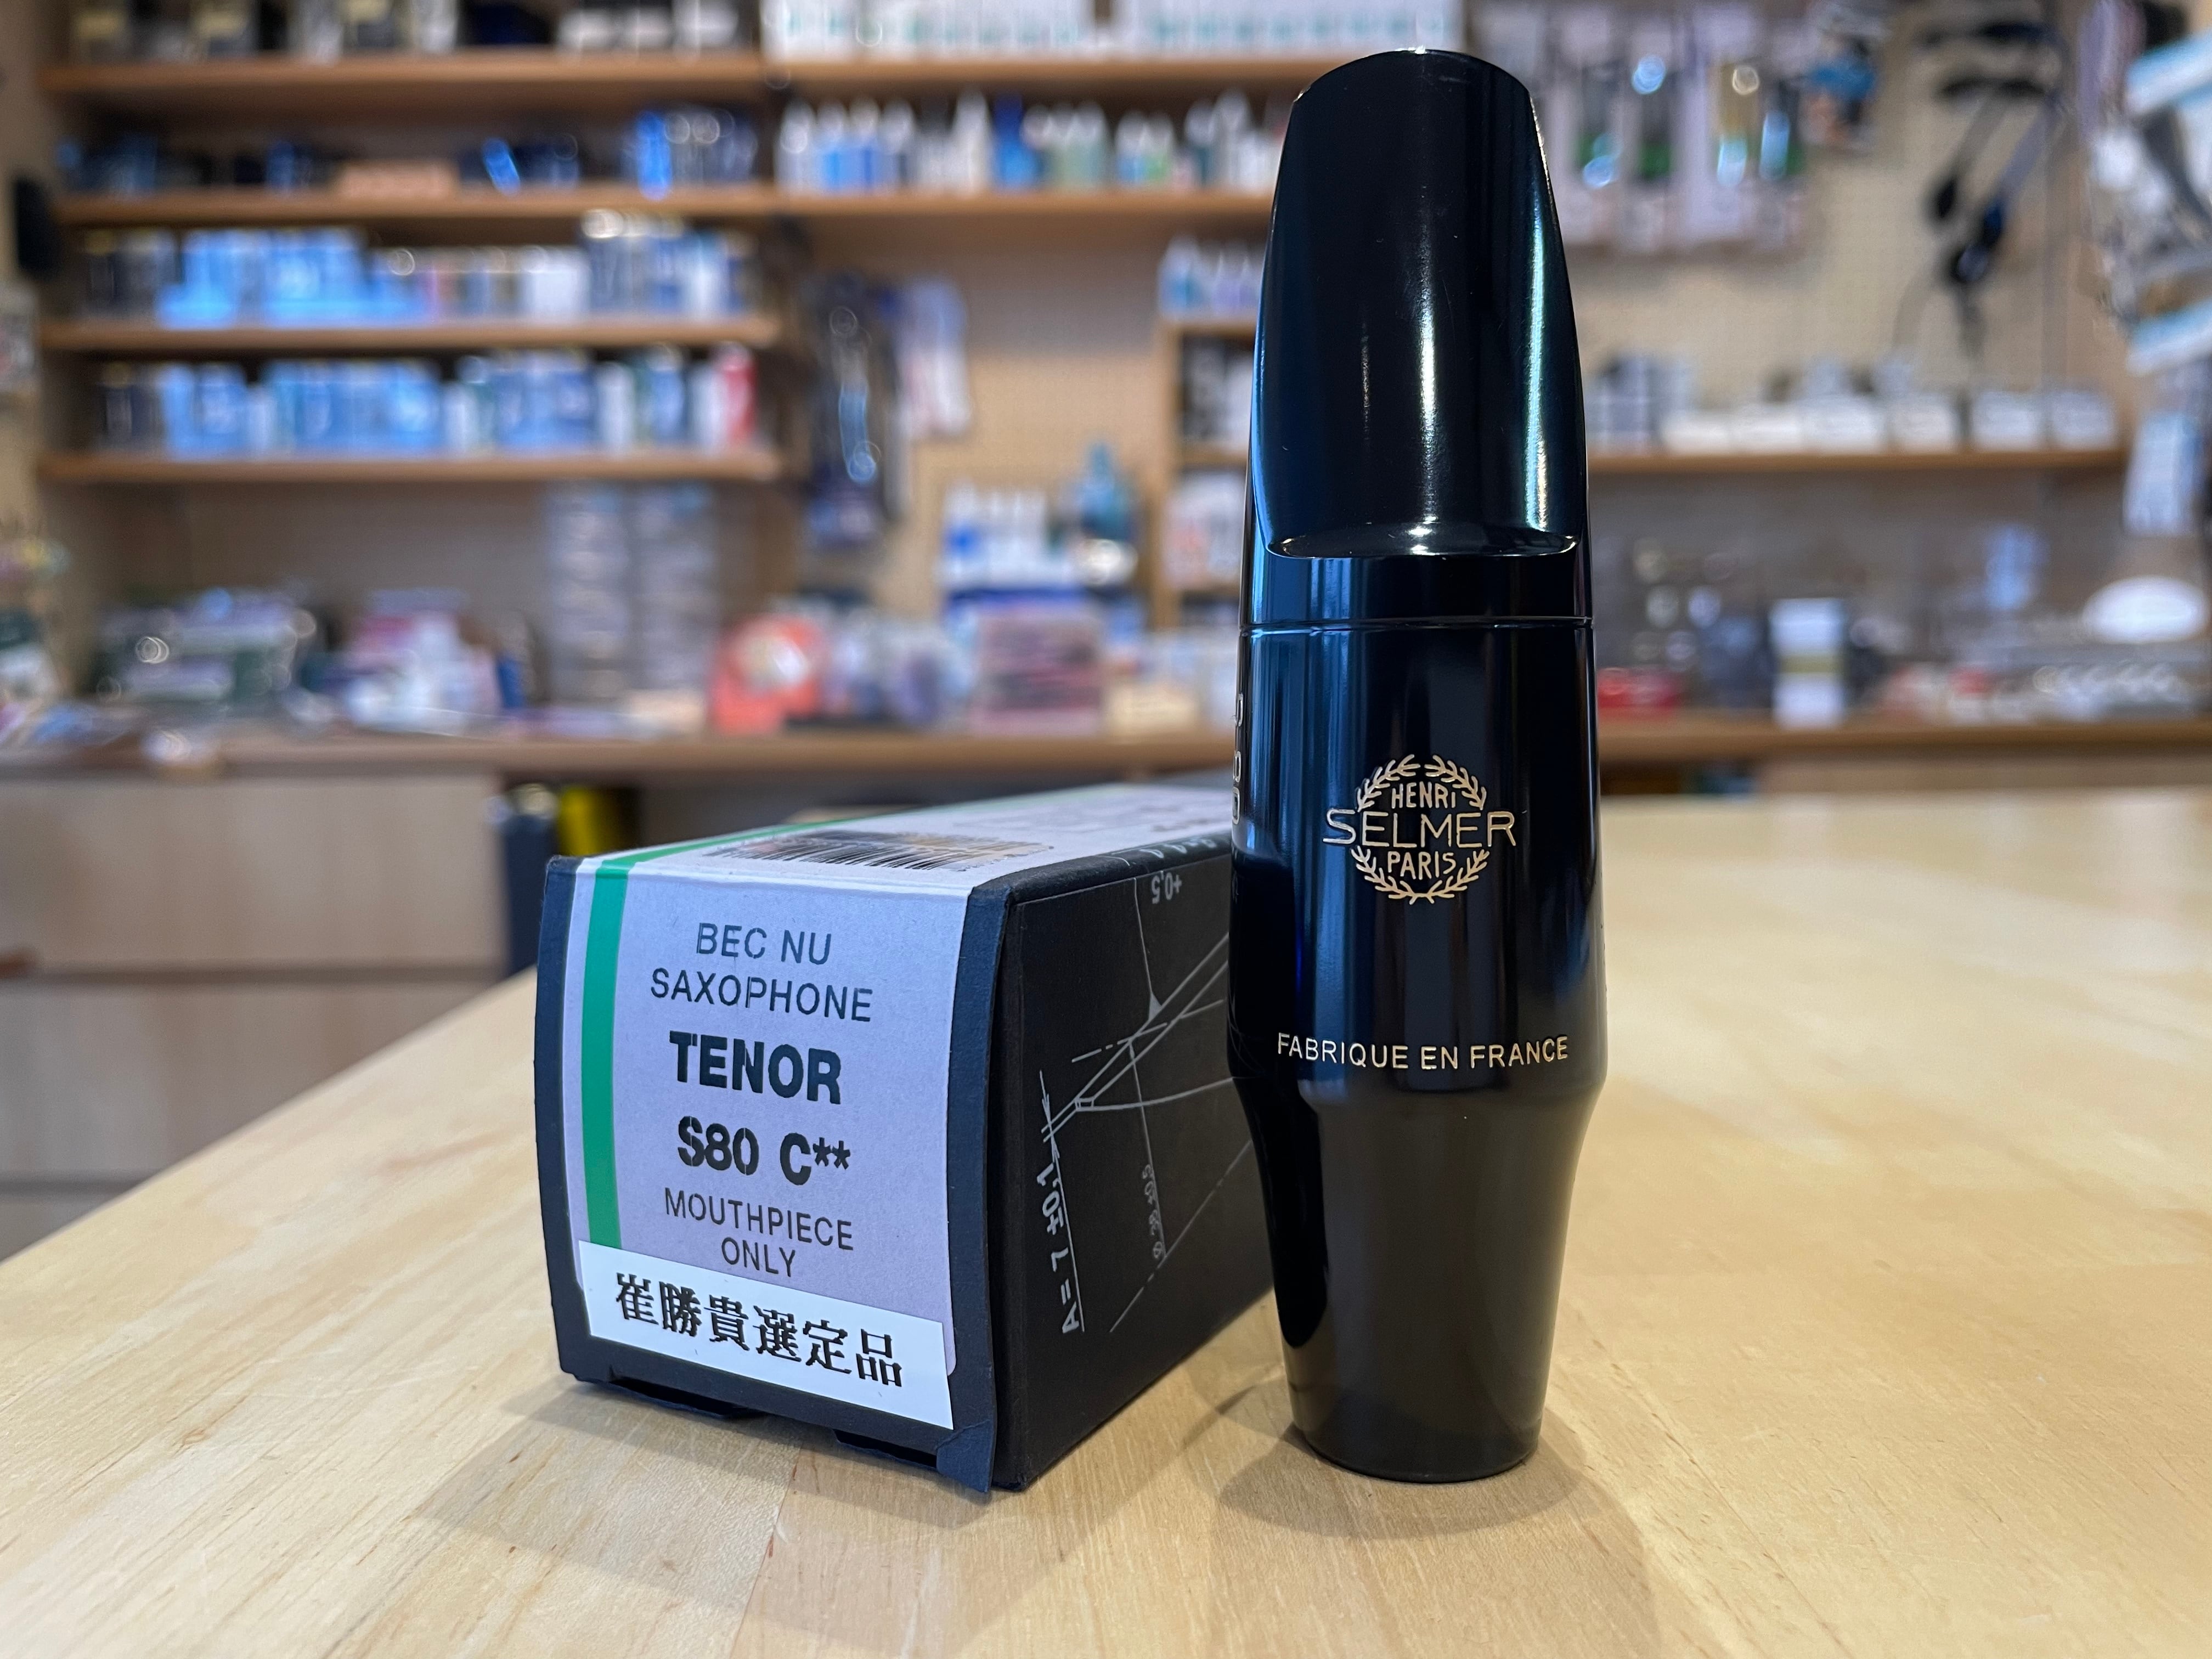 BEC NU
SAXOPHONE
TENOR
S80 C**
MOUTHPIECE
ONLY
崔勝貴選定品
+0,5
A=7 ±0,1
HENRI
SELMER
PARIS
FABRIQUE EN FRANCE